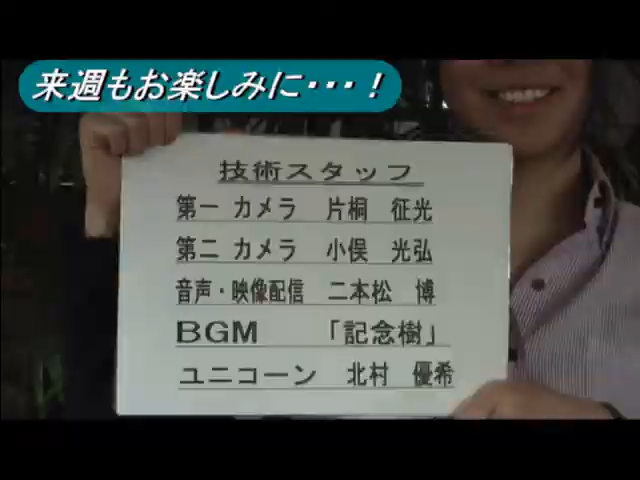 来週もお楽しみに・・・！
技術スタッフ
第一 カメラ 片桐 征光
第二 カメラ 小俣 光弘
音声・映像配信 二本松 博
BGM 「記念樹」
ユニコーン 北村 優希